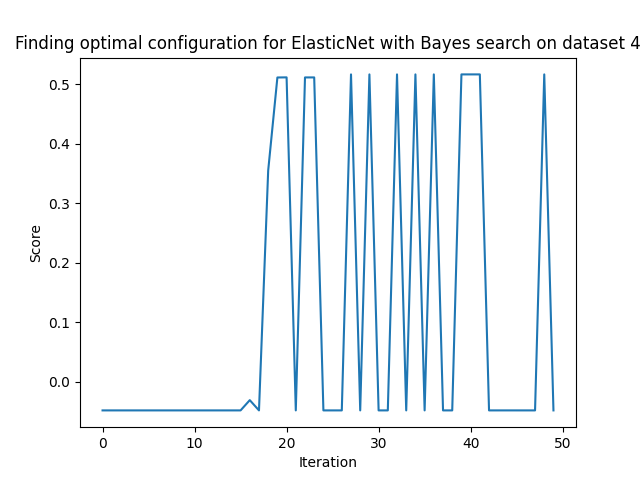 Finding optimal configuration for ElasticNet with Bayes search on dataset 4
0.5
0.4
0.3
0.2
0.1
0.0
Score
0 10 20 30 40 50
Iteration